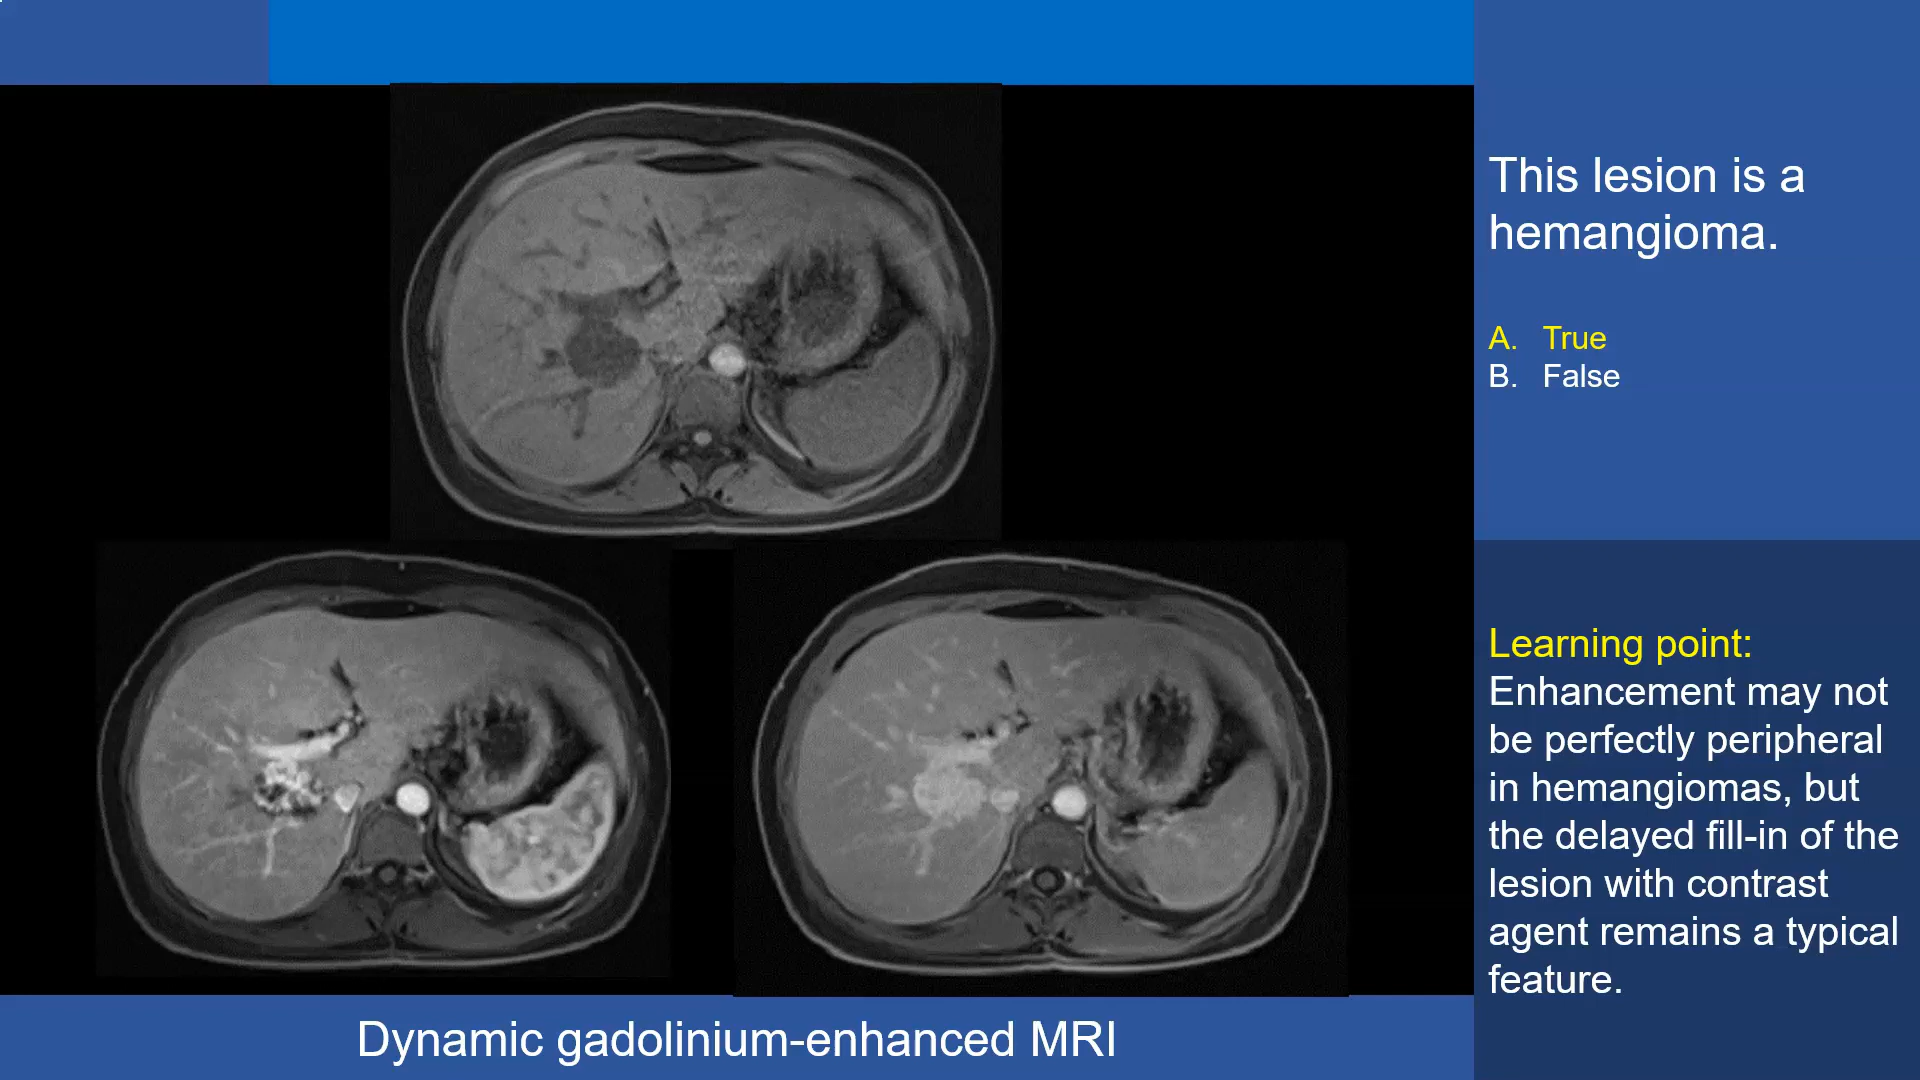 This lesion is a
hemangioma.
A. True
B. False
Learning point:
Enhancement may not
be perfectly peripheral
in hemangiomas, but
the delayed fill-in of the
lesion with contrast
agent remains a typical
feature.
Dynamic gadolinium-enhanced MRI